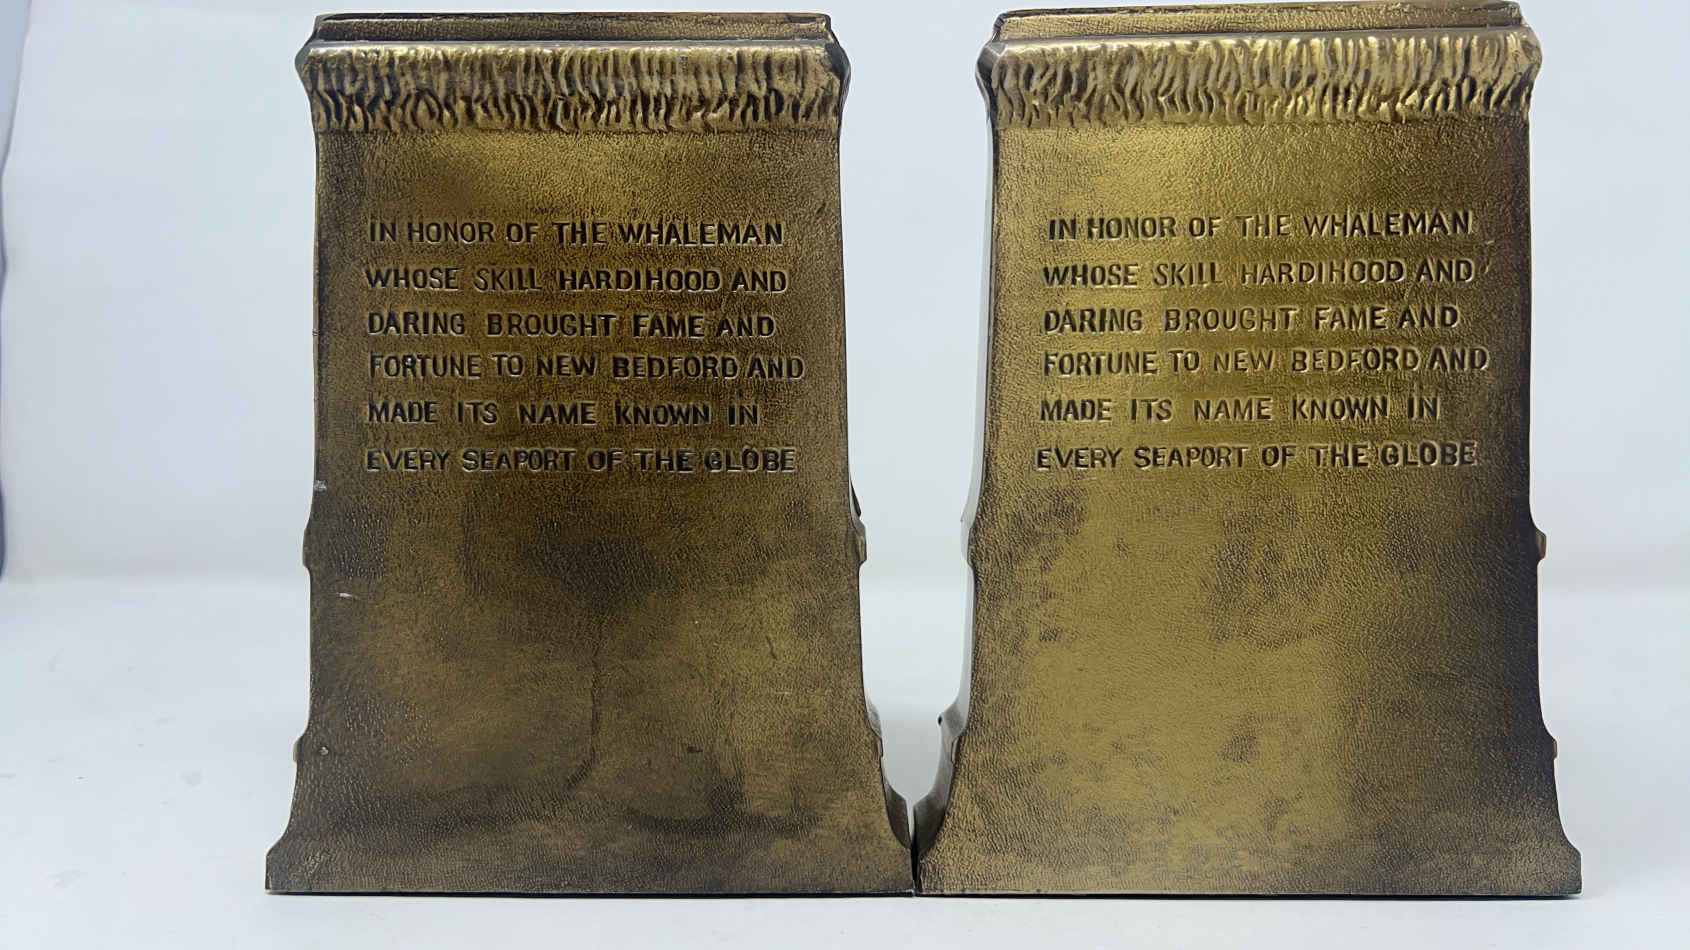 IN HONOR OF THE WHALEMAN
WHOSE SKILL HARDIHOOD AND
DARING BROUGHT FAME AND
FORTUNE TO NEW BEDFORD AND
MADE ITS NAME KNOWN IN
EVERY SEAPORT OF THE GLOBE
IN HONOR OF THE WHALEMAN
WHOSE SKILL HARDIHOOD AND
DARING BROUGHT FAME AND
FORTUNE TO NEW BEDFORD AND
MADE ITS NAME KNOWN IN
EVERY SEAPORT OF THE GLOBE